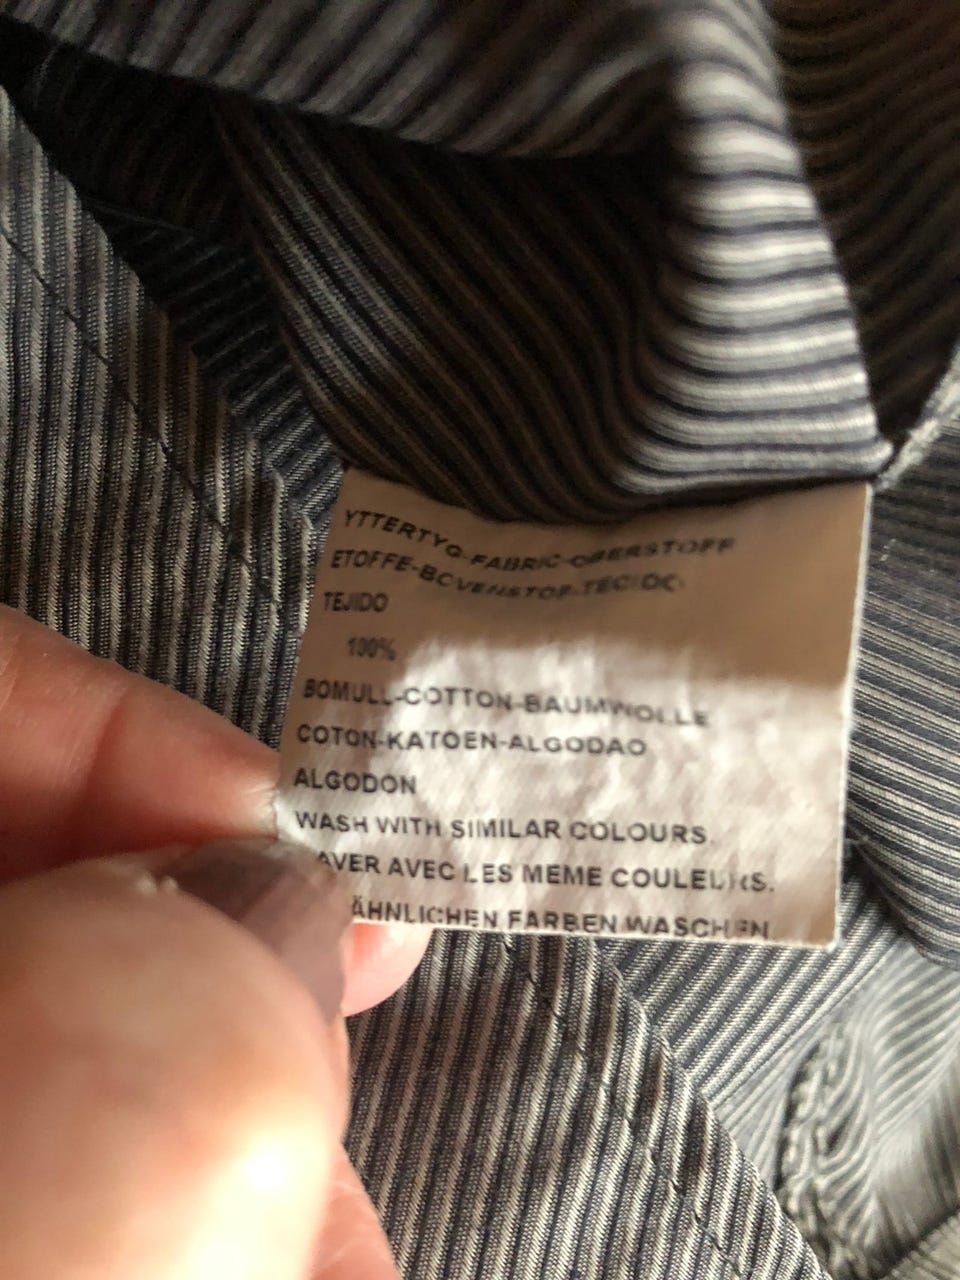 YTTERTYG-FABRIC-OBERSTOFF
ETOFFE-BOVENSTOF-TECIDO-
TEJIDO
100%
BOMULL-COTTON-BAUMWOLLE
COTON-KATOEN-ALGODAO
ALGODON
WASH WITH SIMILAR COLOURS.
AVER AVEC LES MEME COULEURS.
ÄHNLICHEN FARBEN WASCHEN